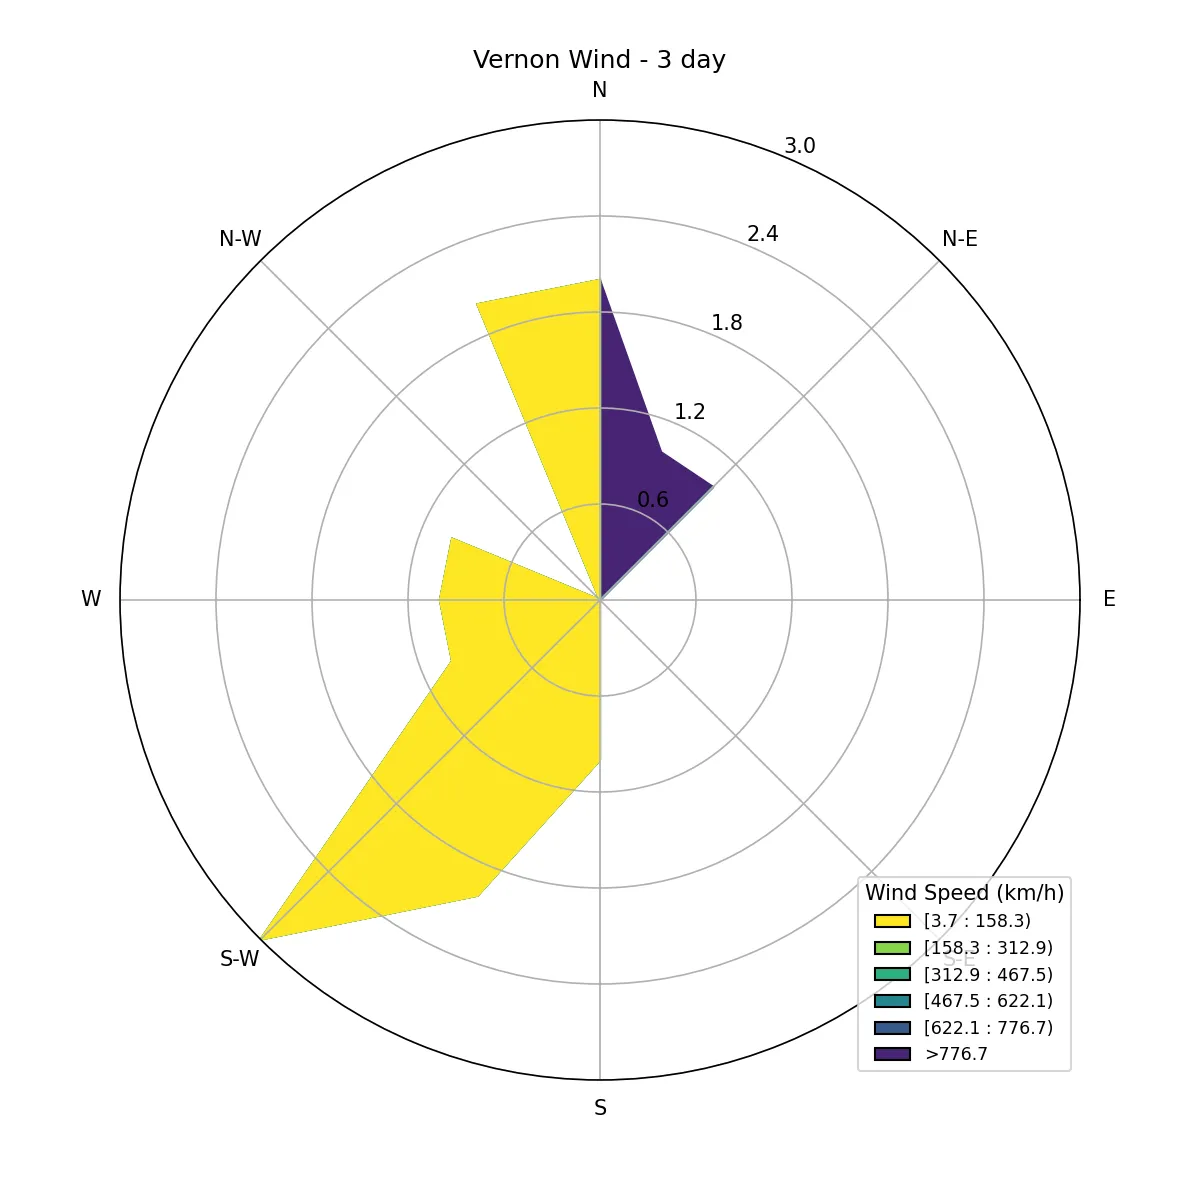 Vernon Wind - 3 day
N
3.0
N-W
2.4
N-E
1.8
1.2
0.6
W
E
Wind Speed (km/h)
[3.7 : 158.3)
[158.3 : 312.9)
S-W
S-E
[312.9 : 467.5)
[467.5 : 622.1)
[622.1 : 776.7)
>776.7
S